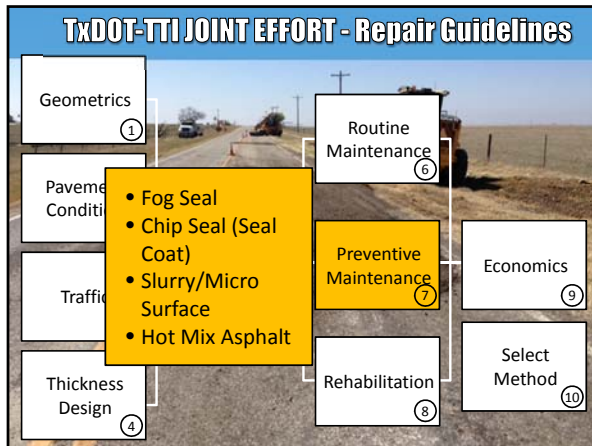 TxDOT-TTI JOINT EFFORT - Repair Guidelines
Geometrics
1
Traffic
Thickness
Design
4
• Fog Seal
• Chip Seal (Seal
Coat)
• Slurry/Micro
Surface
• Hot Mix Asphalt
Routine
Maintenance
6
Preventive
Maintenance
7
Rehabilitation
8
Economics
9
Select
Method
10